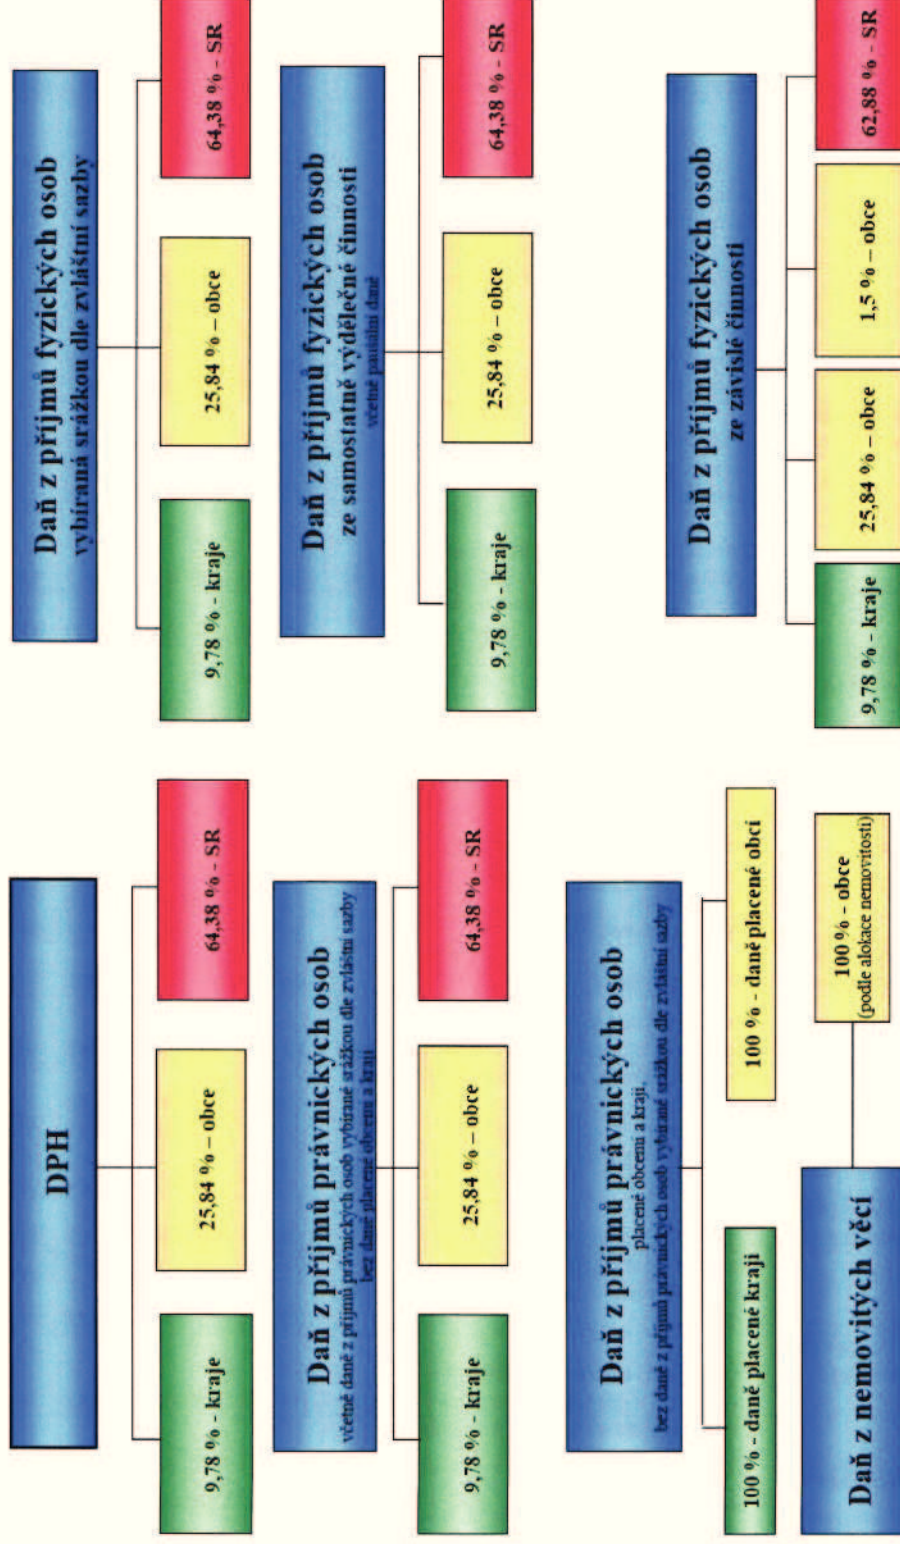 DPH
9,78 % - kraje
25,84 % – obce
64,38 % - SR
Daň z příjmů právnických osob
včetně daně z příjmů právnických osob vybírané srážkou dle zvláštní sazby
bez daně placené obcemi a kraji
9,78 % - kraje
25,84 % – obce
64,38 % - SR
Daň z příjmů právnických osob
placené obcemi a kraji,
bez daně z příjmů právnických osob vybírané srážkou dle zvláštní sazby
100 % - daně placené kraji
100 % - daně placené obcí
Daň z nemovitých věcí
100 % - obce
(podle alokace nemovitostí)
Daň z příjmů fyzických osob
vybíraná srážkou dle zvláštní sazby
9,78 % - kraje
25,84 % – obce
64,38 % - SR
Daň z příjmů fyzických osob
ze samostatně výdělečné činnosti
včetně paušální daně
9,78 % - kraje
25,84 % – obce
64,38 % - SR
Daň z příjmů fyzických osob
ze závislé činnosti
9,78 % - kraje
25,84 % – obce
1,5 % – obce
62,88 % - SR